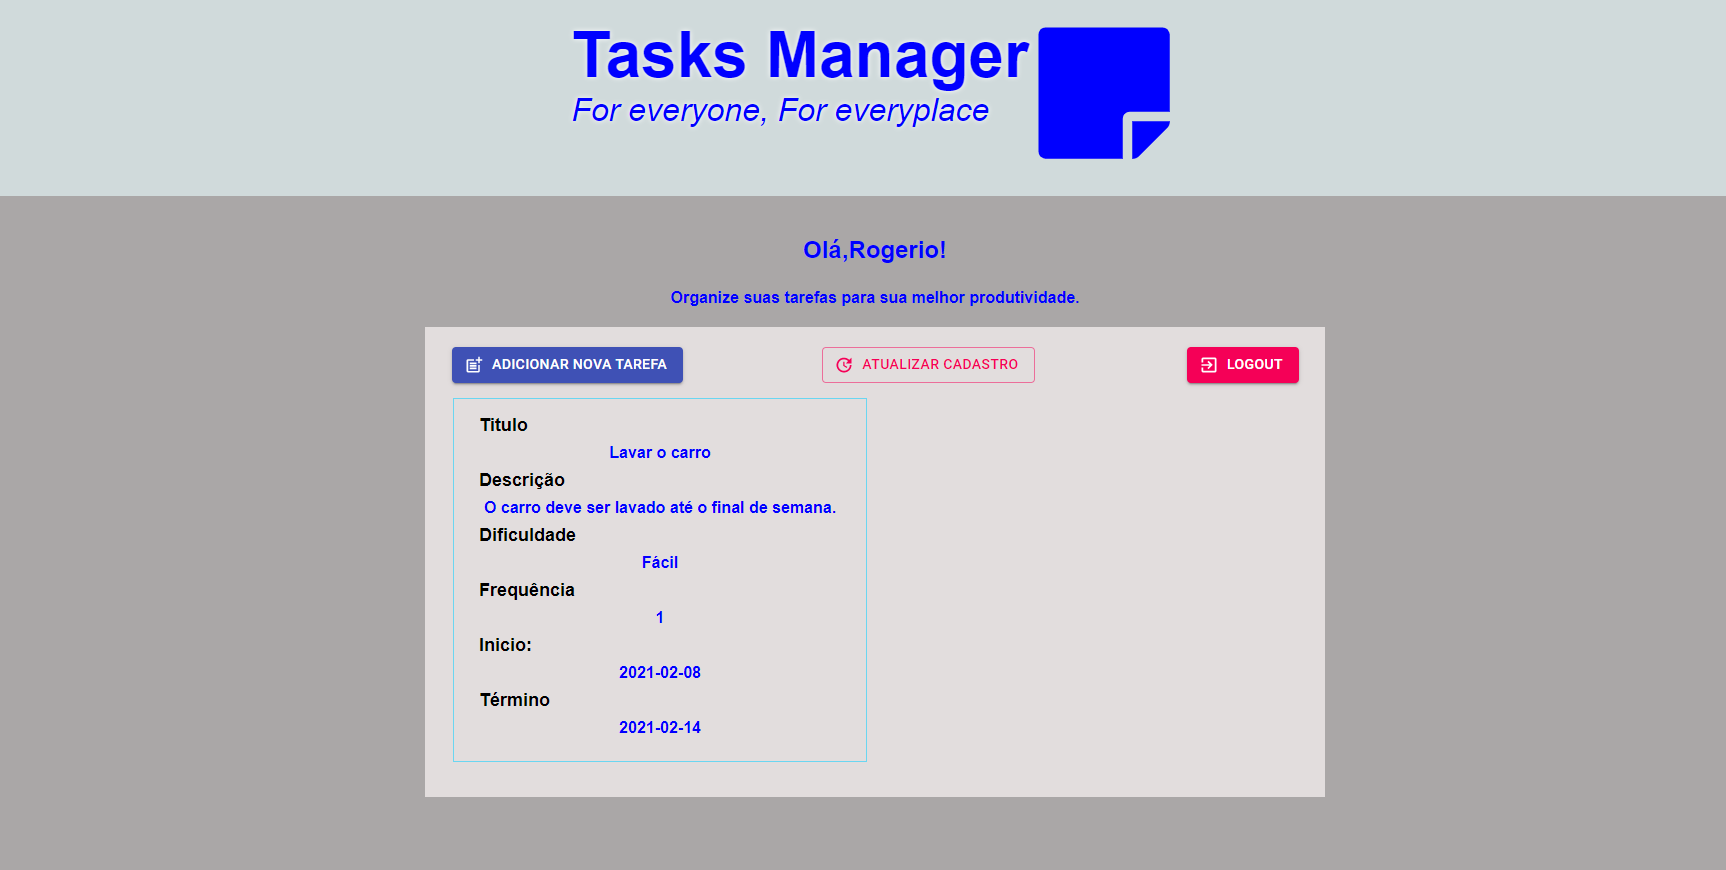 Tasks Manager
For everyone, For everyplace
Olá,Rogerio!
Organize suas tarefas para sua melhor produtividade.
ADICIONAR NOVA TAREFA
ATUALIZAR CADASTRO
LOGOUT
Titulo
Lavar o carro
Descrição
O carro deve ser lavado até o final de semana.
Dificuldade
Fácil
Frequência
1
Inicio:
2021-02-08
Término
2021-02-14